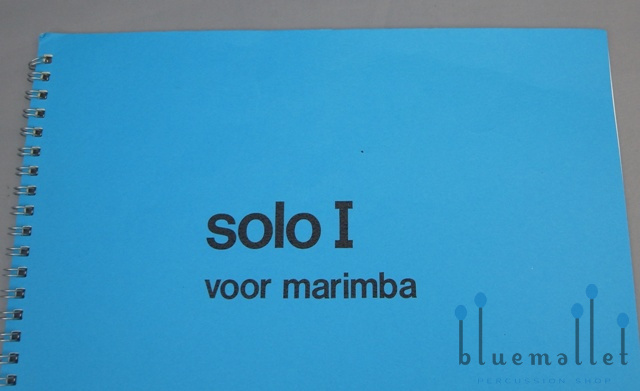 solo I
voor marimba
bluemallet
PERCUSSION SHOP